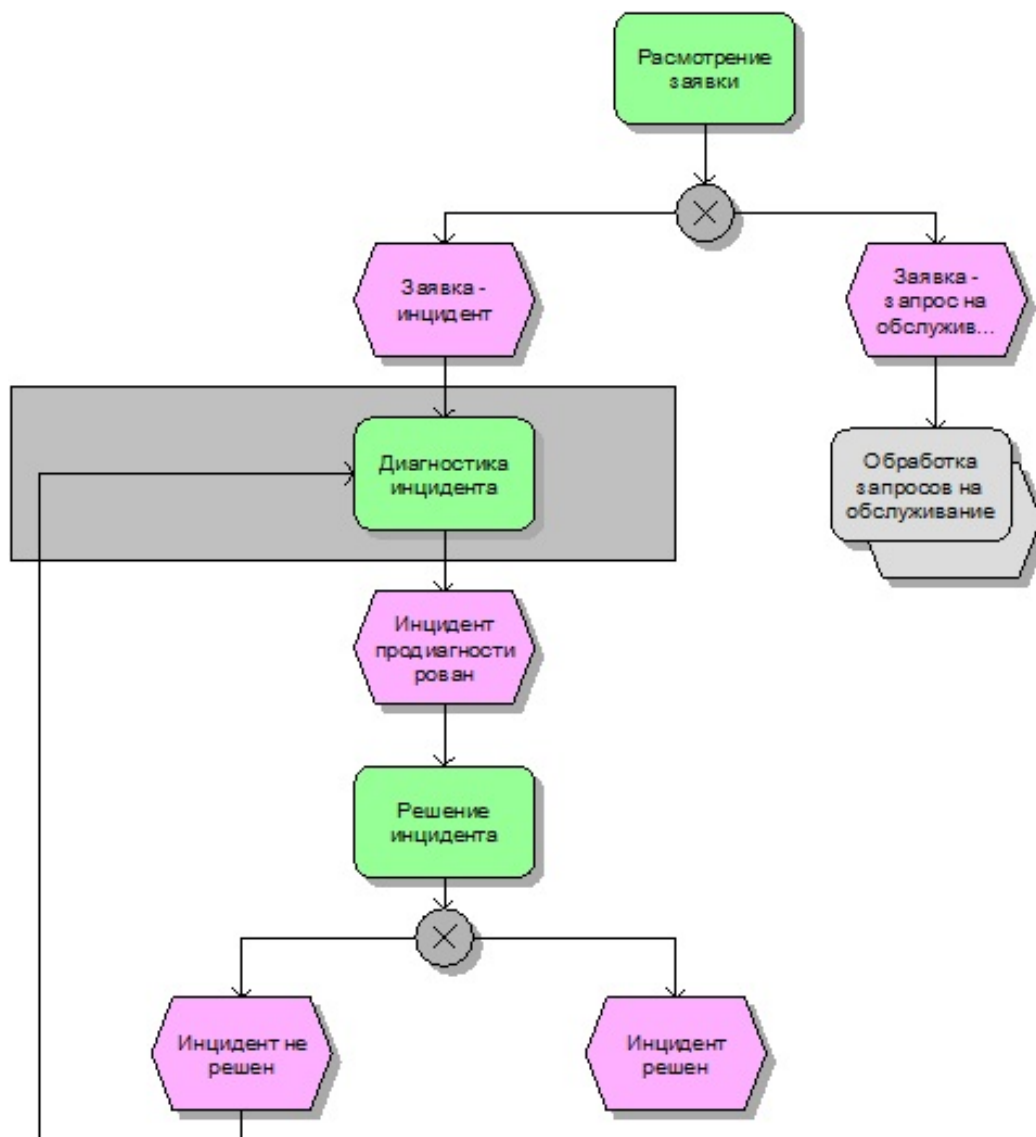 Расмотрение
заявки
Заявка -
инцидент
Заявка -
запрос на
обслужив...
Диагностика
инцидента
Обработка
запросов на
обслуживание
Инцидент
продиагности
рован
Решение
инцидента
Инцидент не
решен
Инцидент
решен